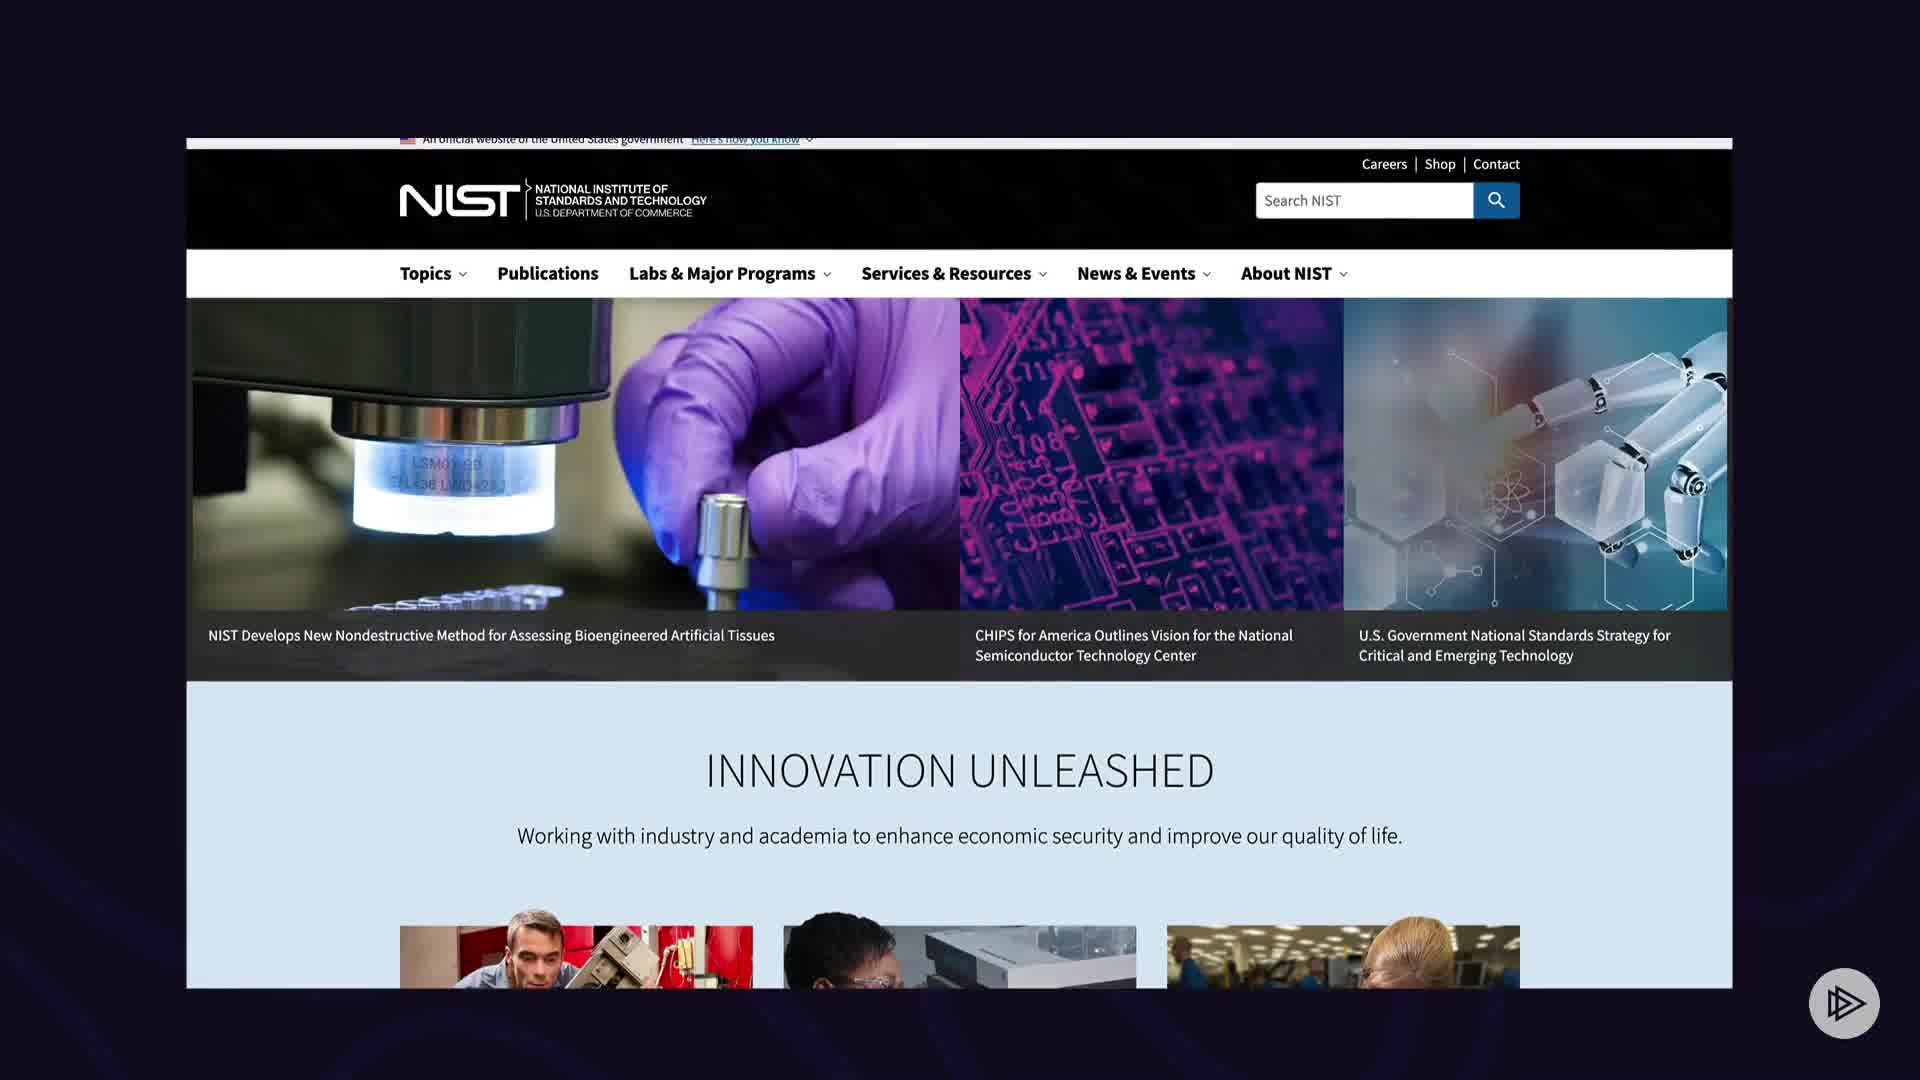 An official website of the United States government Here's how you know
Careers | Shop | Contact
NIST
NATIONAL INSTITUTE OF
STANDARDS AND TECHNOLOGY
U.S. DEPARTMENT OF COMMERCE
Search NIST
Topics Publications Labs & Major Programs Services & Resources News & Events About NIST
C708
NIST Develops New Nondestructive Method for Assessing Bioengineered Artificial Tissues
CHIPS for America Outlines Vision for the National
Semiconductor Technology Center
U.S. Government National Standards Strategy for
Critical and Emerging Technology
INNOVATION UNLEASHED
Working with industry and academia to enhance economic security and improve our quality of life.